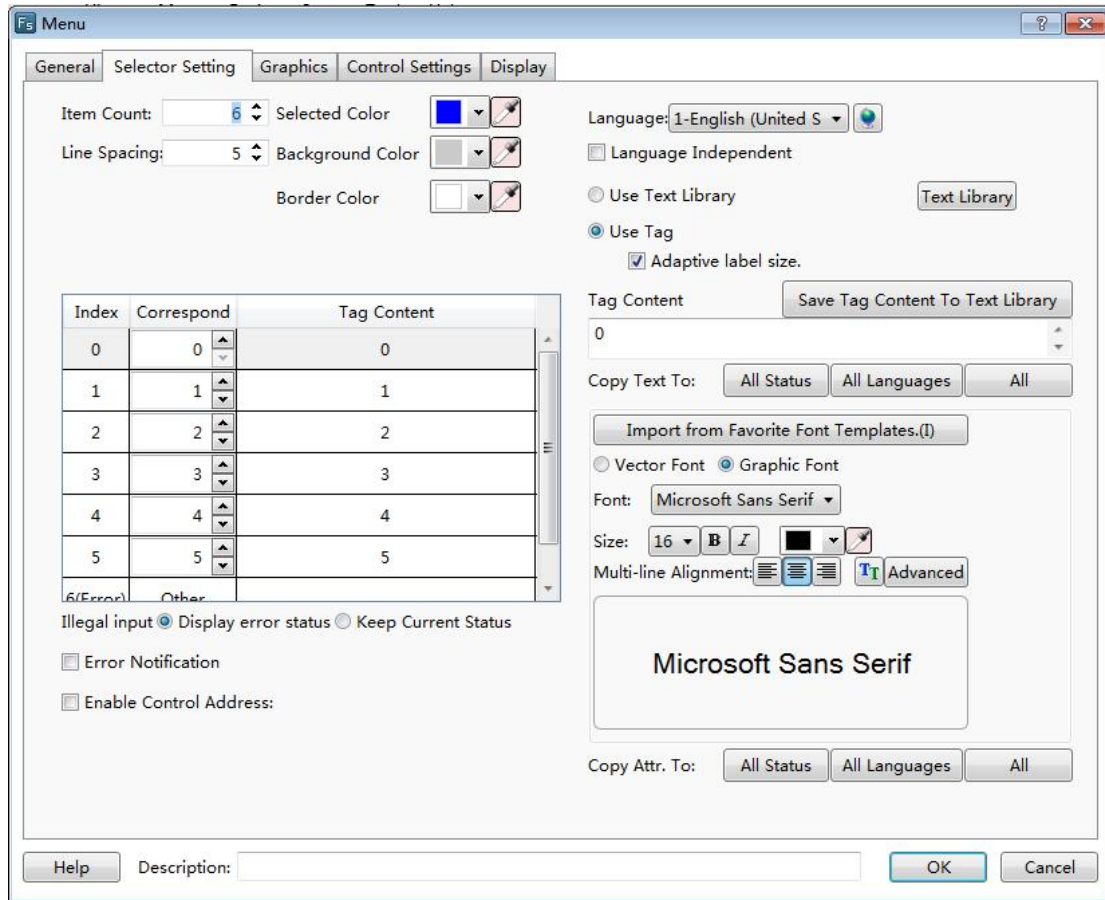 Fs Menu
General Selector Setting Graphics Control Settings Display
Item Count: 6 Selected Color
Line Spacing: 5 Background Color
Border Color
Language: 1-English (United S
Language Independent
Use Text Library Text Library
Use Tag
Adaptive label size.
Index Correspond Tag Content
0 0 0
1 1 1
2 2 2
3 3 3
4 4 4
5 5 5
6(Error) Other
Illegal input Display error status Keep Current Status
Error Notification
Enable Control Address:
Tag Content Save Tag Content To Text Library
0
Copy Text To: All Status All Languages All
Import from Favorite Font Templates.(I)
Vector Font Graphic Font
Font: Microsoft Sans Serif
Size: 16 B I
Multi-line Alignment: TT Advanced
Microsoft Sans Serif
Copy Attr. To: All Status All Languages All
Help Description: OK Cancel